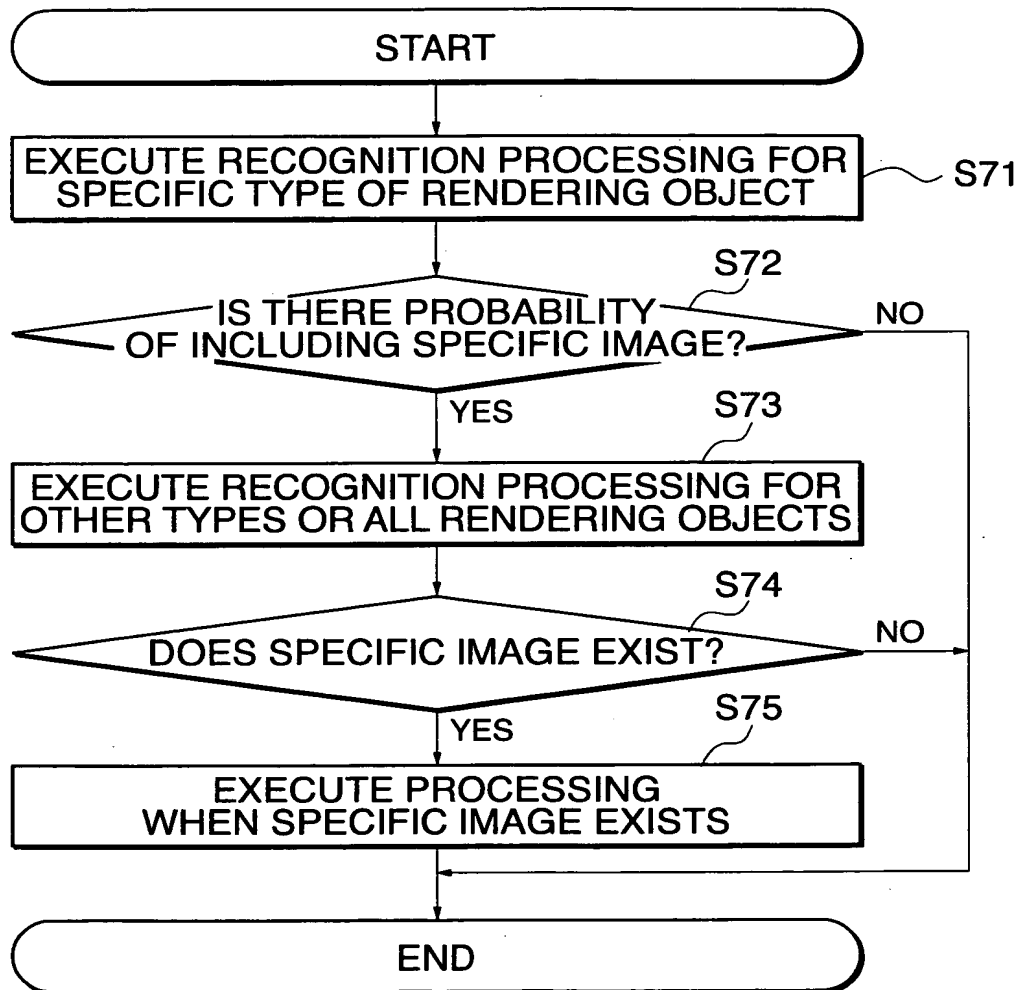 START
EXECUTE RECOGNITION PROCESSING FOR
SPECIFIC TYPE OF RENDERING OBJECT
S71
S72
IS THERE PROBABILITY
OF INCLUDING SPECIFIC IMAGE?
NO
YES
S73
EXECUTE RECOGNITION PROCESSING FOR
OTHER TYPES OR ALL RENDERING OBJECTS
S74
DOES SPECIFIC IMAGE EXIST?
NO
YES
S75
EXECUTE PROCESSING
WHEN SPECIFIC IMAGE EXISTS
END